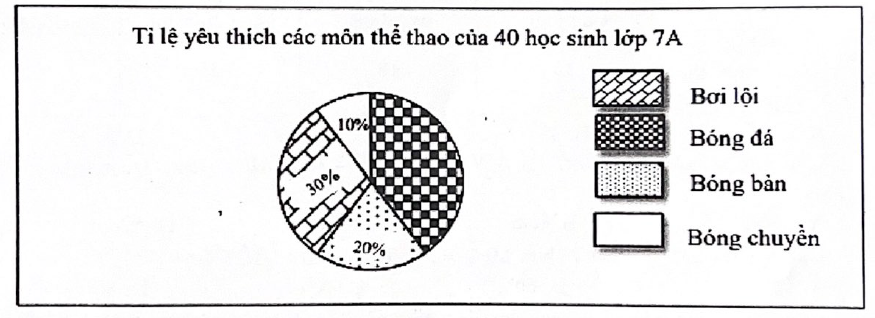 Tỉ lệ yêu thích các môn thể thao của 40 học sinh lớp 7A
10%
30%
20%
Bơi lội
Bóng đá
Bóng bàn
Bóng chuyền